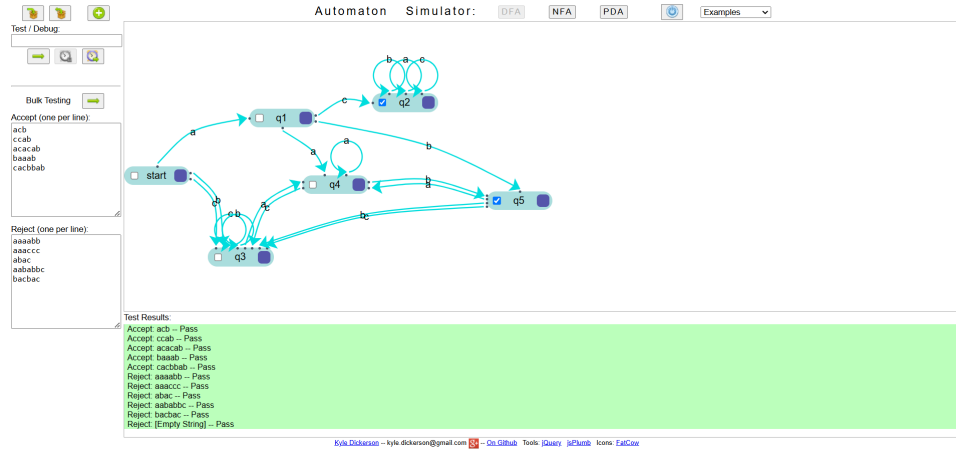 Automaton Simulator: DFA NFA PDA Examples
Test / Debug:
Bulk Testing
Accept (one per line):
acb
ccab
acacab
baaab
cacbbab
Reject (one per line):
aaaabb
aaaccc
abac
aababbc
bacbac
b a c
c q2
q1
a
b
a a
start
q4 b
a
q5
b
c b
a
c
b
c
q3
Test Results:
Accept: acb -- Pass
Accept: ccab -- Pass
Accept: acacab -- Pass
Accept: baaab -- Pass
Accept: cacbbab -- Pass
Reject: aaaabb -- Pass
Reject: aaaccc -- Pass
Reject: abac -- Pass
Reject: aababbc -- Pass
Reject: bacbac -- Pass
Reject: [Empty String] -- Pass
Kyle Dickerson -- kyle.dickerson@gmail.com g+ -- On Github Tools: jQuery jsPlumb Icons: FatCow